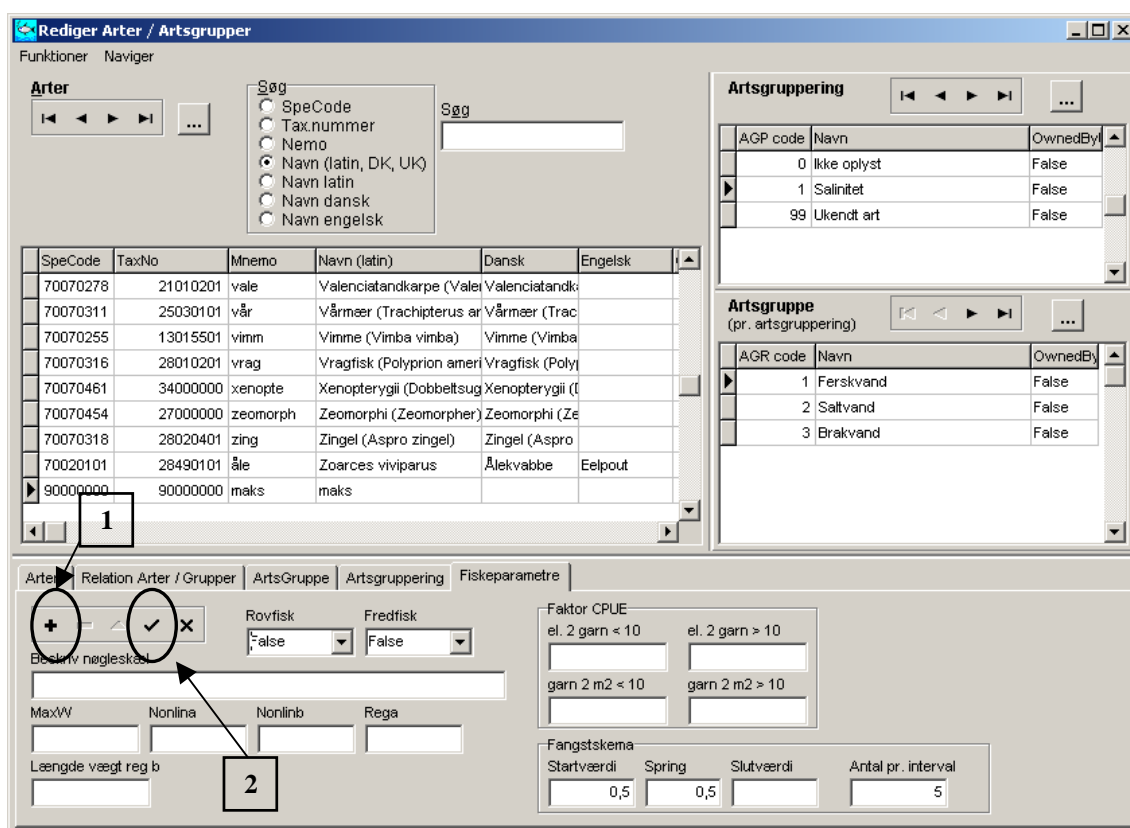 Rediger Arter / Artsgrupper
Funktioner Naviger
Arter
...
Søg
SpeCode
Tax.nummer
Nemo
Navn (latin, DK, UK)
Navn latin
Navn dansk
Navn engelsk
Søg
SpeCode TaxNo Mnemo Navn (latin) Dansk Engelsk
70070278 21010201 vale Valenciatandkarpe (Valen Valenciatandka
70070311 25030101 vår Vårmær (Trachipterus ar Vårmær (Trac
70070255 13015501 vimm Vimme (Vimba vimba) Vimme (Vimba
70070316 28010201 vrag Vragfisk (Polyprion ameri Vragfisk (Polyp
70070461 34000000 xenopte Xenopterygii (Dobbeltsug Xenopterygii (D
70070454 27000000 zeomorph Zeomorphi (Zeomorpher) Zeomorphi (Ze
70070318 28020401 zing Zingel (Aspro zingel) Zingel (Aspro
70020101 28490101 åle Zoarces viviparus Ålekvabbe Eelpout
90000000 90000000 maks maks
Artsgruppering
...
AGP code Navn OwnedBy
0 Ikke oplyst False
1 Salinitet False
99 Ukendt art False
Artsgruppe
(pr. artsgruppering)
...
AGR code Navn OwnedBy
1 Ferskvand False
2 Saltvand False
3 Brakvand False
1
Arter Relation Arter / Grupper ArtsGruppe Artsgruppering Fiskeparametre
Rovfisk Fredfisk
False False
Beskriv nøgleskæl
MaxW Nonlina Nonlinb Rega
Længde vægt reg b
2
Faktor CPUE
el. 2 garn < 10 el. 2 garn > 10
garn 2 m2 < 10 garn 2 m2 > 10
Fangstskema
Startværdi Spring Slutværdi Antal pr. interval
0,5 0,5 5